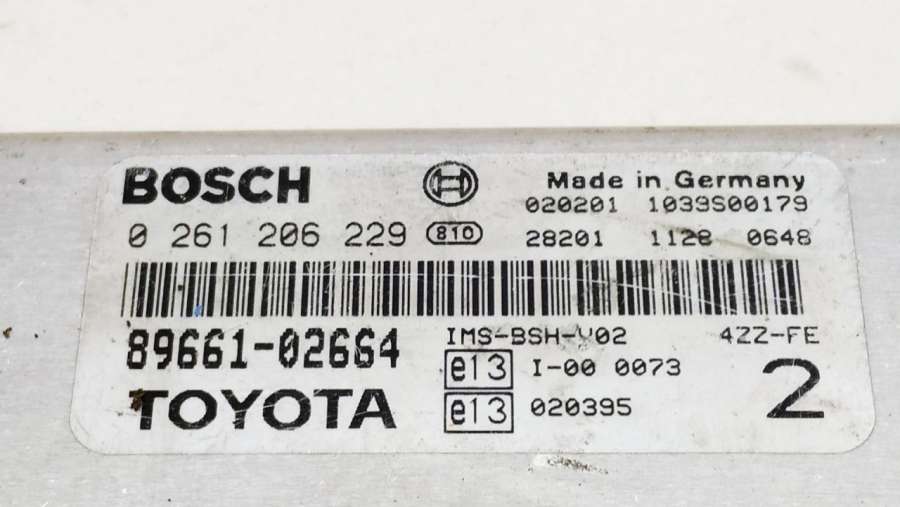 BOSCH
Made in Germany
020201 1039S00179
0 261 206 229 810
28201 1128 0648
IMS-BSH-V02 4ZZ-FE
89661-02664
e13 I-00 0073
TOYOTA
e13 020395
2